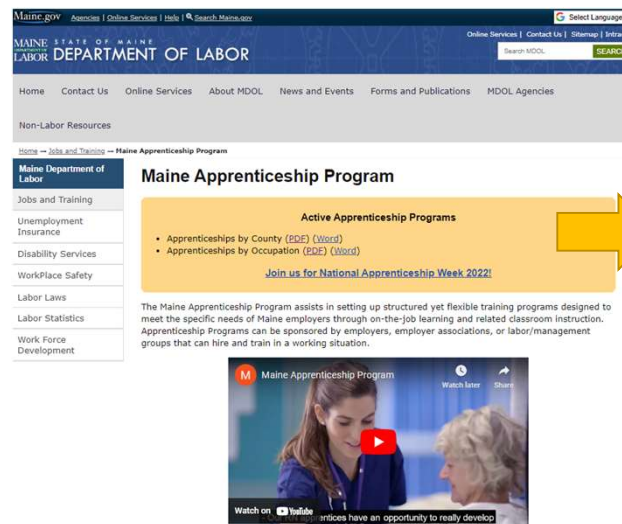 Maine.gov Agencies | Online Services | Help | Search Maine.gov
Select Language
MAINE STATE OF MAINE
LABOR DEPARTMENT OF LABOR
Online Services | Contact Us | Sitemap | Intra
Search MDOL SEARC
Home Contact Us Online Services About MDOL News and Events Forms and Publications MDOL Agencies
Non-Labor Resources
Home → Jobs and Training → Maine Apprenticeship Program
Maine Department of
Labor
Jobs and Training
Unemployment
Insurance
Disability Services
WorkPlace Safety
Labor Laws
Labor Statistics
Work Force
Development
Maine Apprenticeship Program
Active Apprenticeship Programs
• Apprenticeships by County (PDF) (Word)
• Apprenticeships by Occupation (PDF) (Word)
Join us for National Apprenticeship Week 2022!
The Maine Apprenticeship Program assists in setting up structured yet flexible training programs designed to
meet the specific needs of Maine employers through on-the-job learning and related classroom instruction.
Apprenticeship Programs can be sponsored by employers, employer associations, or labor/management
groups that can hire and train in a working situation.
M Maine Apprenticeship Program
Watch later Share
Watch on YouTube
apprentices have an opportunity to really develop